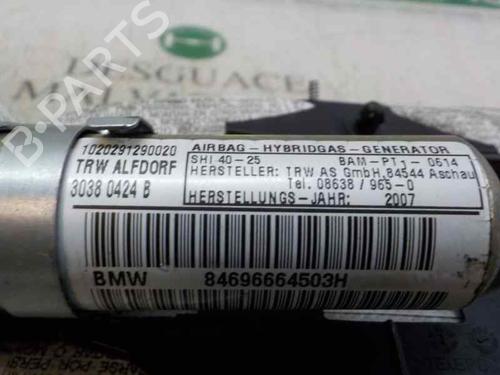 DESGUACE
B-PARTS
1020291290020
TRW ALFDORF
3038 0424 B
AIRBAG-HYBRIDGAS-GENERATOR
SHI 40-25 BAM-PT1-0614
HERSTELLER: TRW AS GmbH, 84544 Aschau
Tel. 08638/965-0
HERSTELLUNGS-JAHR: 2007
BMW 84696664503H